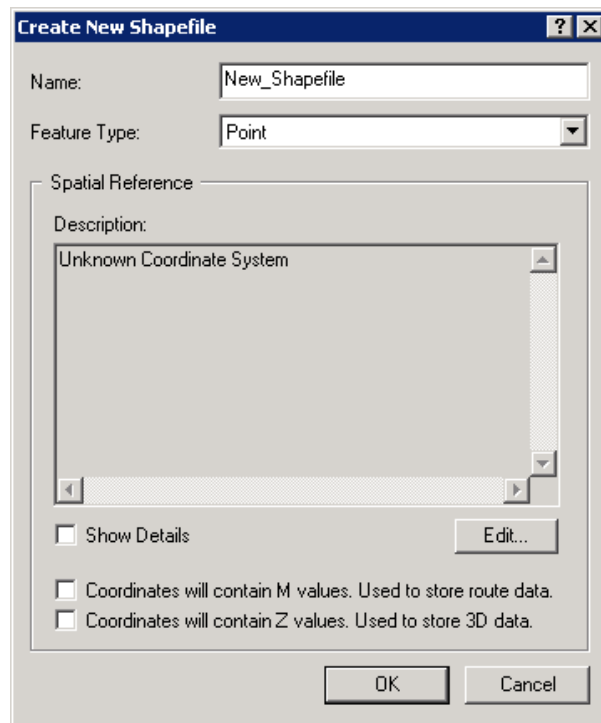 Create New Shapefile
Name: New_Shapefile
Feature Type: Point
Spatial Reference
Description:
Unknown Coordinate System
Show Details Edit...
Coordinates will contain M values. Used to store route data.
Coordinates will contain Z values. Used to store 3D data.
OK Cancel